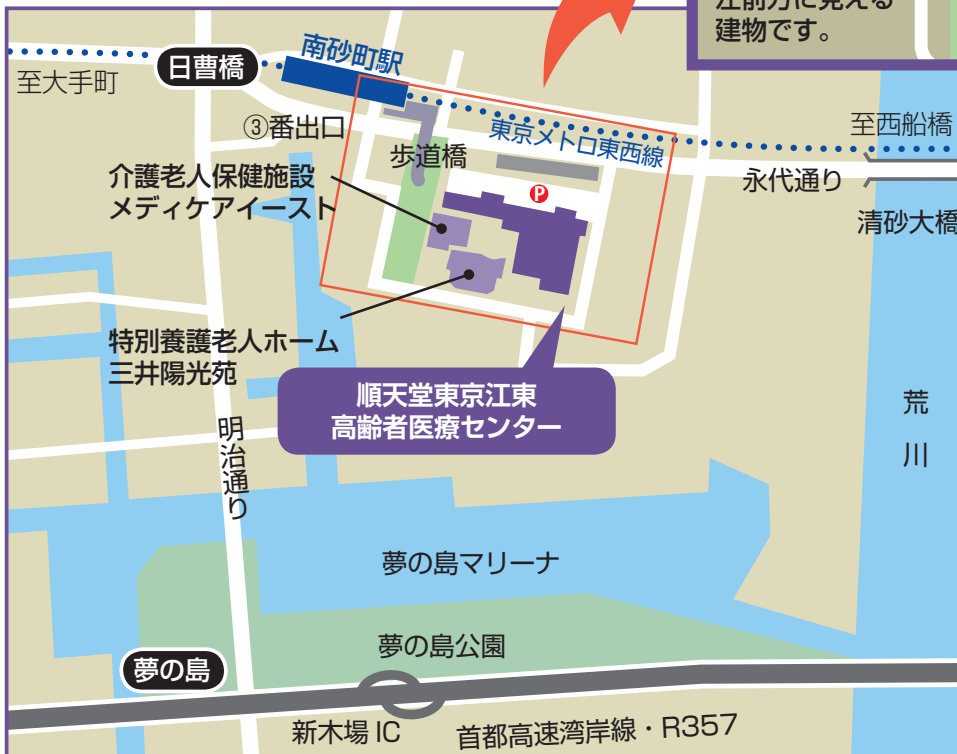 建物です。
南砂町駅
日曹橋
至大手町
③番出口
歩道橋
東京メトロ東西線
至西船橋
永代通り
清砂大橋
介護老人保健施設
メディケアイースト
P
特別養護老人ホーム
三井陽光苑
順天堂東京江東
高齢者医療センター
明治通り
荒川
夢の島マリーナ
夢の島公園
夢の島
新木場 IC
首都高速湾岸線・R357